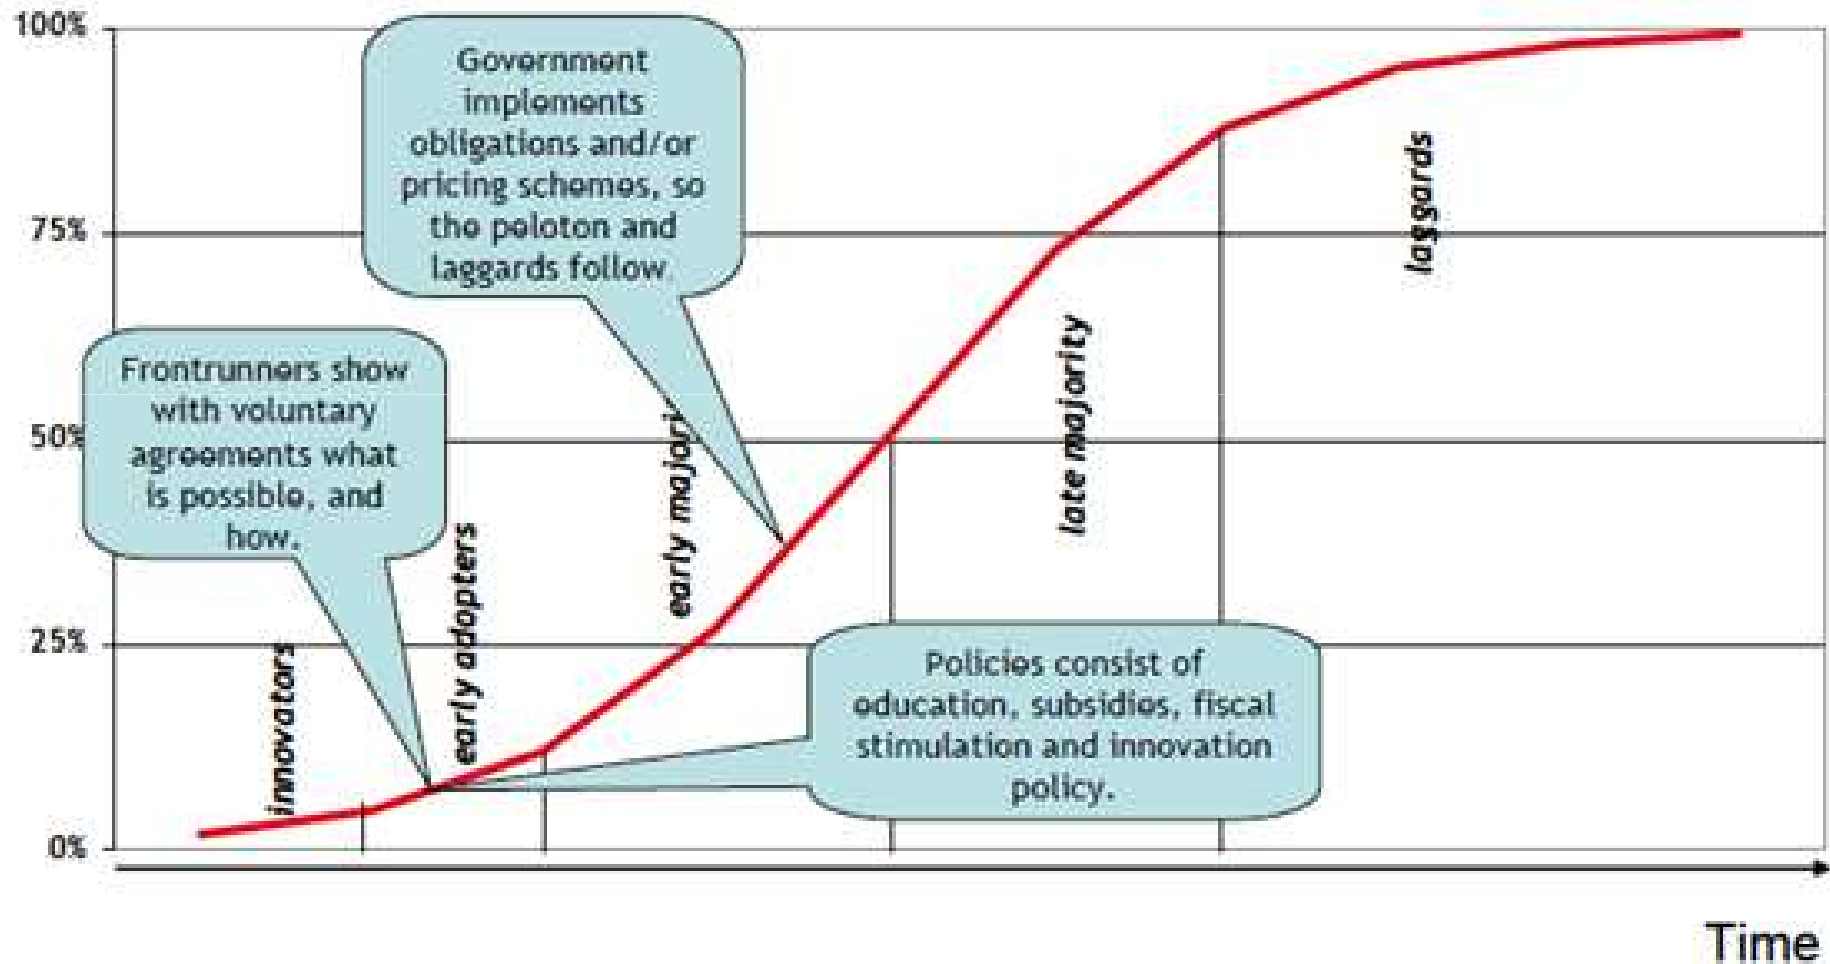 100%
75%
50%
25%
0%
Government
implements
obligations and/or
pricing schemes, so
the peloton and
laggards follow.
Frontrunners show
with voluntary
agreements what
is possible, and
how.
Policies consist of
education, subsidies, fiscal
stimulation and innovation
policy.
innovators
early adopters
early majori
late majority
laggards
Time